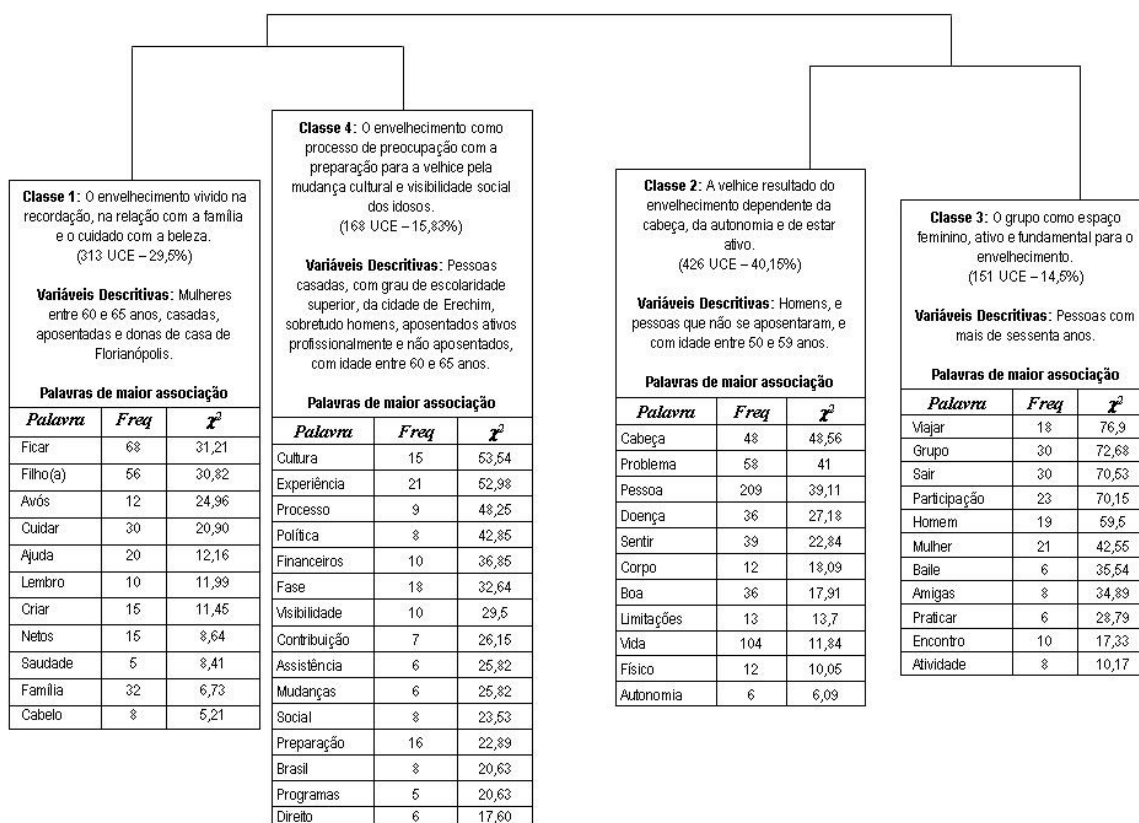 Classe 1: O envelhecimento vivido na
recordação, na relação com a família
e o cuidado com a beleza.
(313 UCE – 29,5%)
Variáveis Descritivas: Mulheres
entre 60 e 65 anos, casadas,
aposentadas e donas de casa de
Florianópolis.
Palavras de maior associação
Palavra Freq χ²
Ficar 68 31,21
Filho(a) 56 30,82
Avós 12 24,96
Cuidar 30 20,90
Ajuda 20 12,16
Lembro 10 11,99
Criar 15 11,45
Netos 15 8,64
Saudade 5 8,41
Família 32 6,73
Cabelo 8 5,21
Classe 4: O envelhecimento como
processo de preocupação com a
preparação para a velhice pela
mudança cultural e visibilidade social
dos idosos.
(168 UCE – 15,83%)
Variáveis Descritivas: Pessoas
casadas, com grau de escolaridade
superior, da cidade de Erechim,
sobretudo homens, aposentados ativos
profissionalmente e não aposentados,
com idade entre 60 e 65 anos.
Palavras de maior associação
Palavra Freq χ²
Cultura 15 53,54
Experiência 21 52,98
Processo 9 48,25
Política 8 42,85
Financeiros 10 36,85
Fase 18 32,64
Visibilidade 10 29,5
Contribuição 7 26,15
Assistência 6 25,82
Mudanças 6 25,82
Social 8 23,53
Preparação 16 22,89
Brasil 8 20,63
Programas 5 20,63
Direito 6 17,60
Classe 2: A velhice resultado do
envelhecimento dependente da
cabeça, da autonomia e de estar
ativo.
(426 UCE – 40,15%)
Variáveis Descritivas: Homens, e
pessoas que não se aposentaram, e
com idade entre 50 e 59 anos.
Palavras de maior associação
Palavra Freq χ²
Cabeça 48 48,56
Problema 58 41
Pessoa 209 39,11
Doença 36 27,18
Sentir 39 22,84
Corpo 12 18,09
Boa 36 17,91
Limitações 13 13,7
Vida 104 11,84
Físico 12 10,05
Autonomia 6 6,09
Classe 3: O grupo como espaço
feminino, ativo e fundamental para o
envelhecimento.
(151 UCE – 14,5%)
Variáveis Descritivas: Pessoas com
mais de sessenta anos.
Palavras de maior associação
Palavra Freq χ²
Viajar 18 76,9
Grupo 30 72,68
Sair 30 70,53
Participação 23 70,15
Homem 19 59,5
Mulher 21 42,55
Baile 6 35,54
Amigas 8 34,89
Praticar 6 28,79
Encontro 10 17,33
Atividade 8 10,17